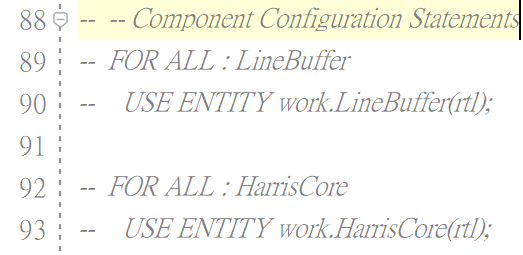 88 -- -- Component Configuration Statements
89 -- FOR ALL : LineBuffer
90 -- USE ENTITY work.LineBuffer(rtl);
91
92 -- FOR ALL : HarrisCore
93 -- USE ENTITY work.HarrisCore(rtl);